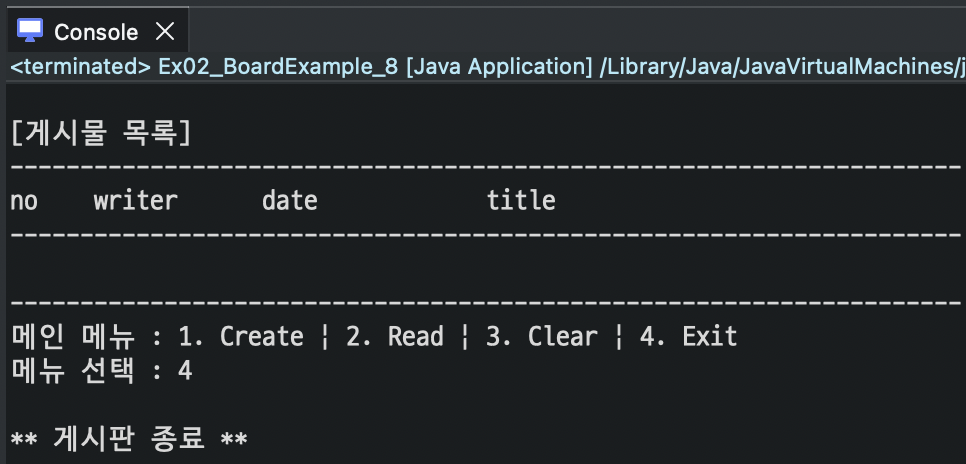 Console
<terminated> Ex02_BoardExample_8 [Java Application] /Library/Java/JavaVirtualMachines/j
[게시물 목록]
--------------------------------------------------------------------
no writer date title
--------------------------------------------------------------------
--------------------------------------------------------------------
메인 메뉴 : 1. Create | 2. Read | 3. Clear | 4. Exit
메뉴 선택 : 4
** 게시판 종료 **